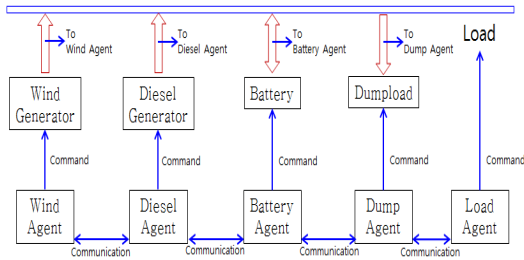 To
Wind Agent
To
Diesel Agent
To
Battery Agent
To
Dump Agent
Load
Wind
Generator
Diesel
Generator
Battery
Dumpload
Command
Command
Command
Command
Command
Wind
Agent
Diesel
Agent
Battery
Agent
Dump
Agent
Load
Agent
Communication
Communication
Communication
Communication